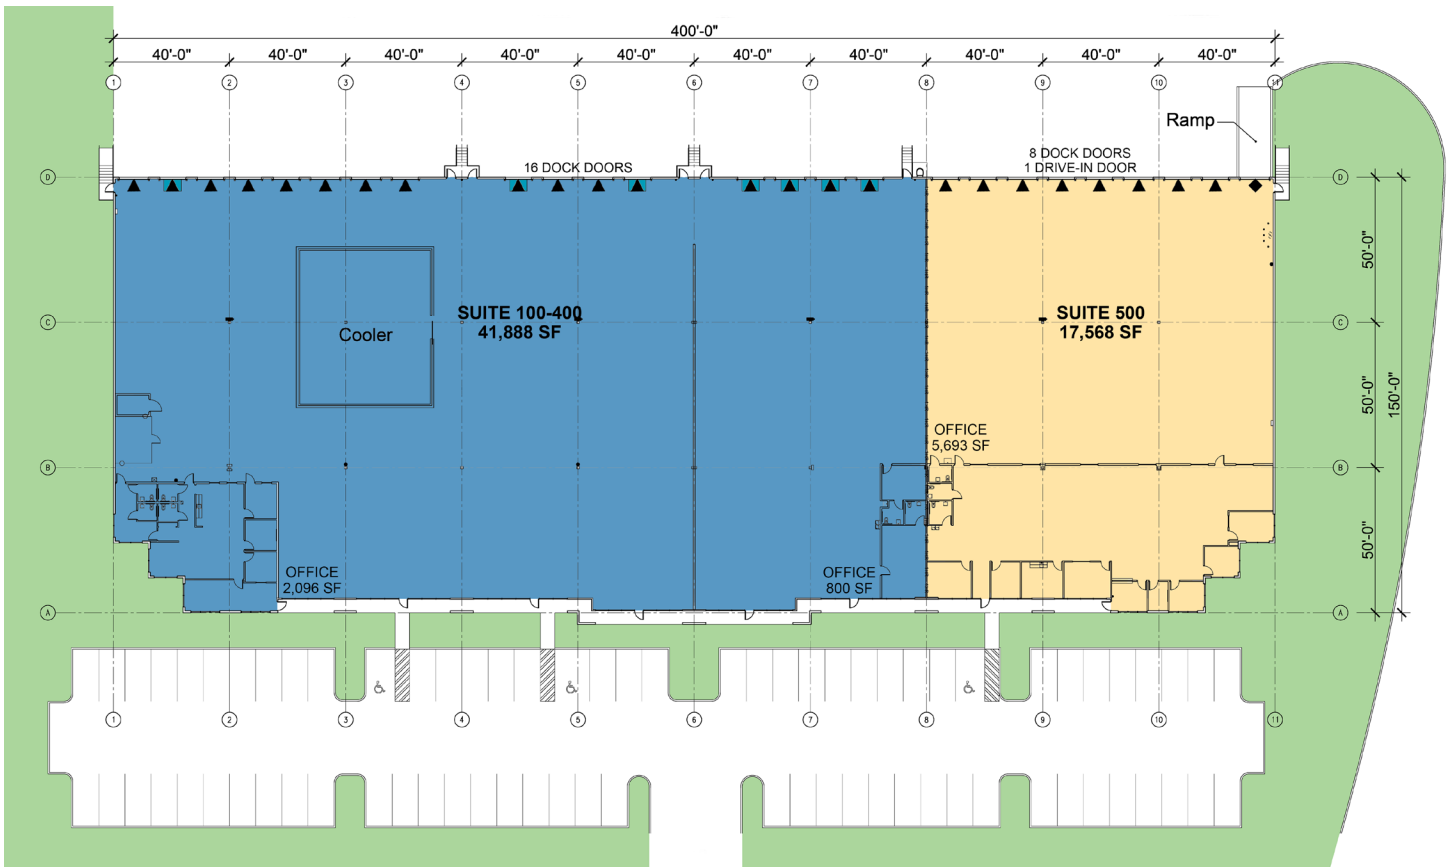 400'-0"
40'-0" 40'-0" 40'-0" 40'-0" 40'-0" 40'-0" 40'-0" 40'-0" 40'-0" 40'-0"
1 2 3 4 5 6 7 8 9 10 11
Ramp
16 DOCK DOORS
8 DOCK DOORS
1 DRIVE-IN DOOR
D D
50'-0"
SUITE 100-400
41,888 SF
Cooler
SUITE 500
17,568 SF
C C
50'-0"
150'-0"
OFFICE
5,693 SF
B B
50'-0"
OFFICE
2,096 SF
OFFICE
800 SF
A A
1 2 3 4 5 6 7 8 9 10 11